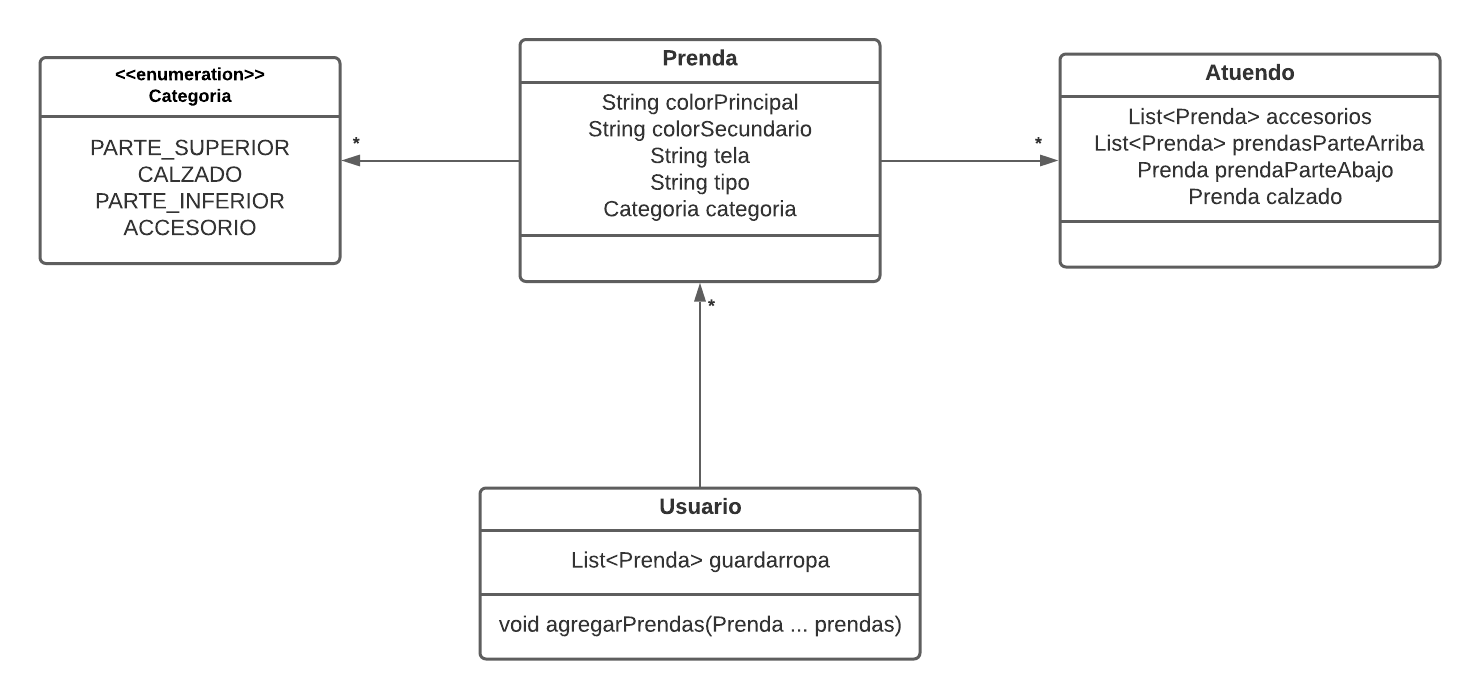 <<enumeration>>
Categoria
PARTE_SUPERIOR
CALZADO
PARTE_INFERIOR
ACCESORIO
*
Prenda
String colorPrincipal
String colorSecundario
String tela
String tipo
Categoria categoria
*
Atuendo
List<Prenda> accesorios
List<Prenda> prendasParteArriba
Prenda prendaParteAbajo
Prenda calzado
*
Usuario
List<Prenda> guardarropa
void agregarPrendas(Prenda ... prendas)